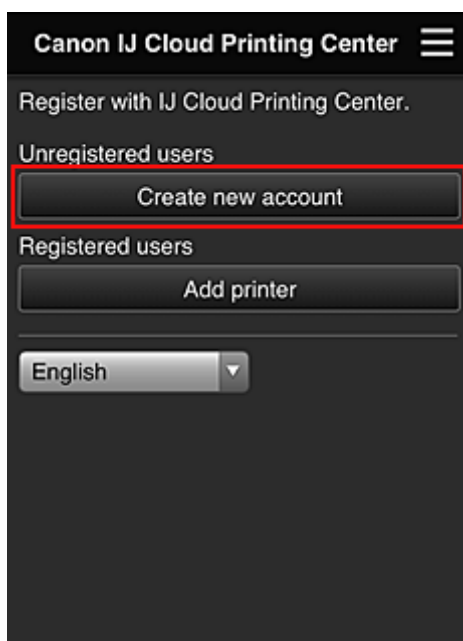 Canon IJ Cloud Printing Center
Register with IJ Cloud Printing Center.
Unregistered users
Create new account
Registered users
Add printer
English